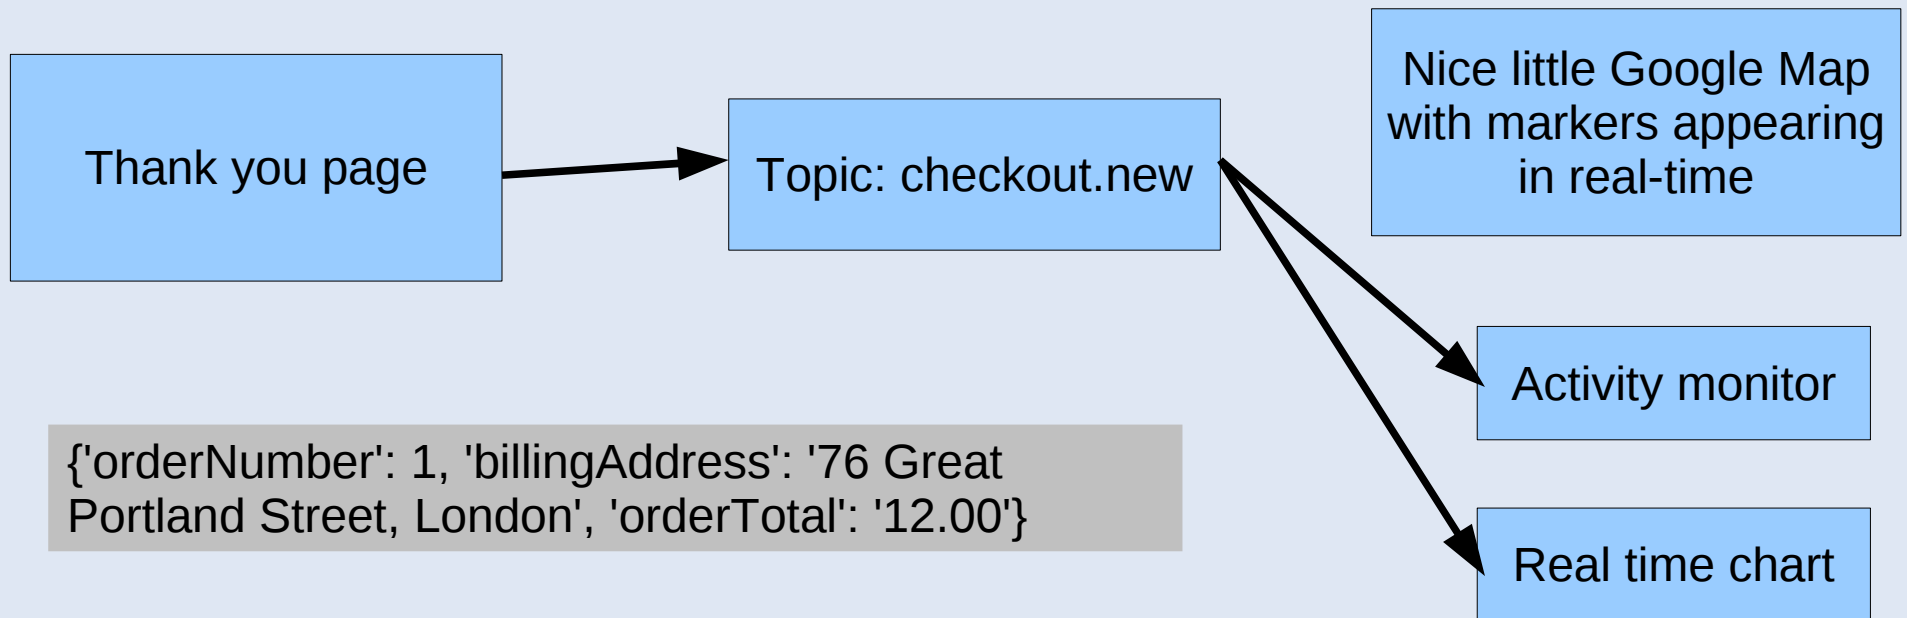 Thank you page
Topic: checkout.new
Nice little Google Map
with markers appearing
in real-time
Activity monitor
{'orderNumber': 1, 'billingAddress': '76 Great
Portland Street, London', 'orderTotal': '12.00'}
Real time chart